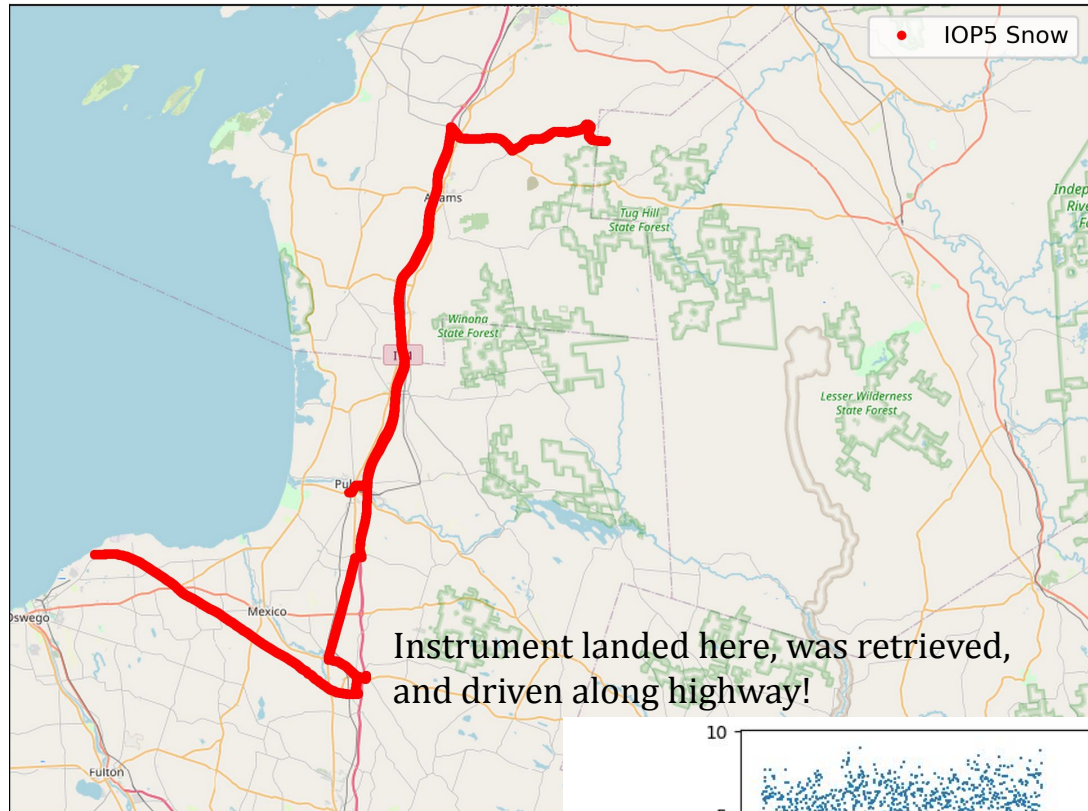 IOP5 Snow
Adams
Tug Hill
State Forest
Winona
State Forest
Lesser Wilderness
State Forest
Mexico
Fulton
Instrument landed here, was retrieved,
and driven along highway!
10